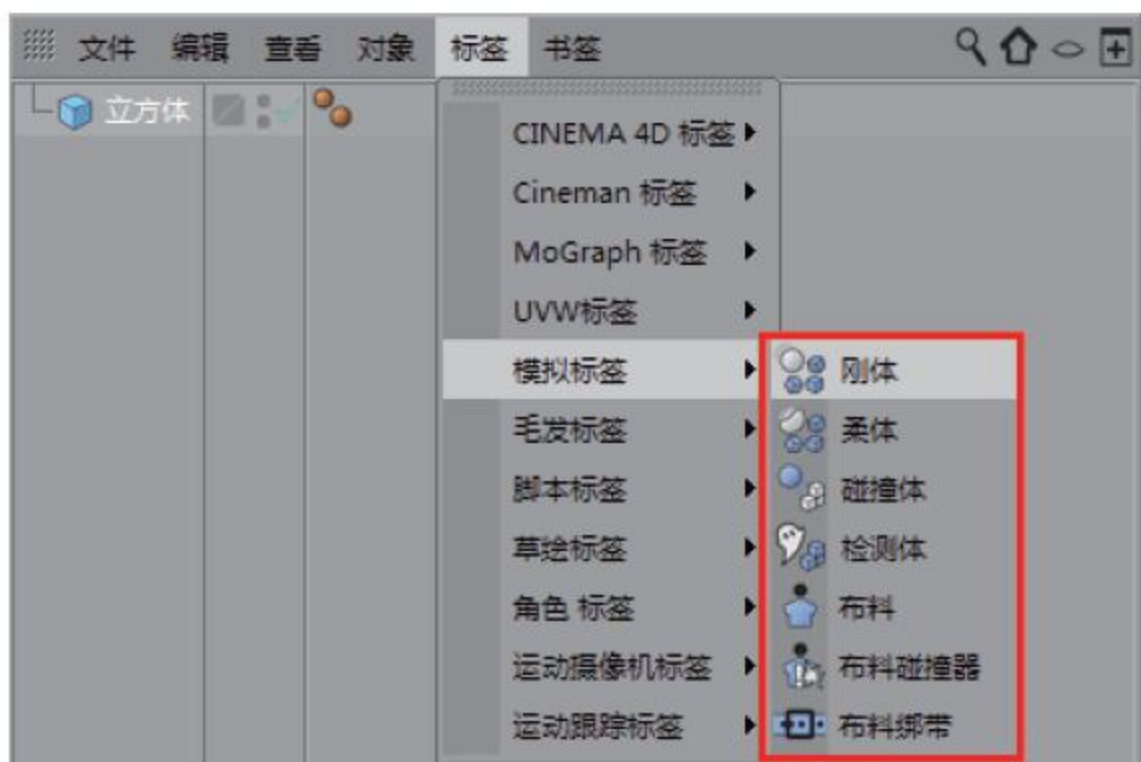 文件 编辑 查看 对象 标签 书签
立方体
CINEMA 4D 标签
Cineman 标签
MoGraph 标签
UVW标签
模拟标签
毛发标签
脚本标签
草绘标签
角色 标签
运动摄像机标签
运动跟踪标签
刚体
柔体
碰撞体
检测体
布料
布料碰撞器
布料绑带